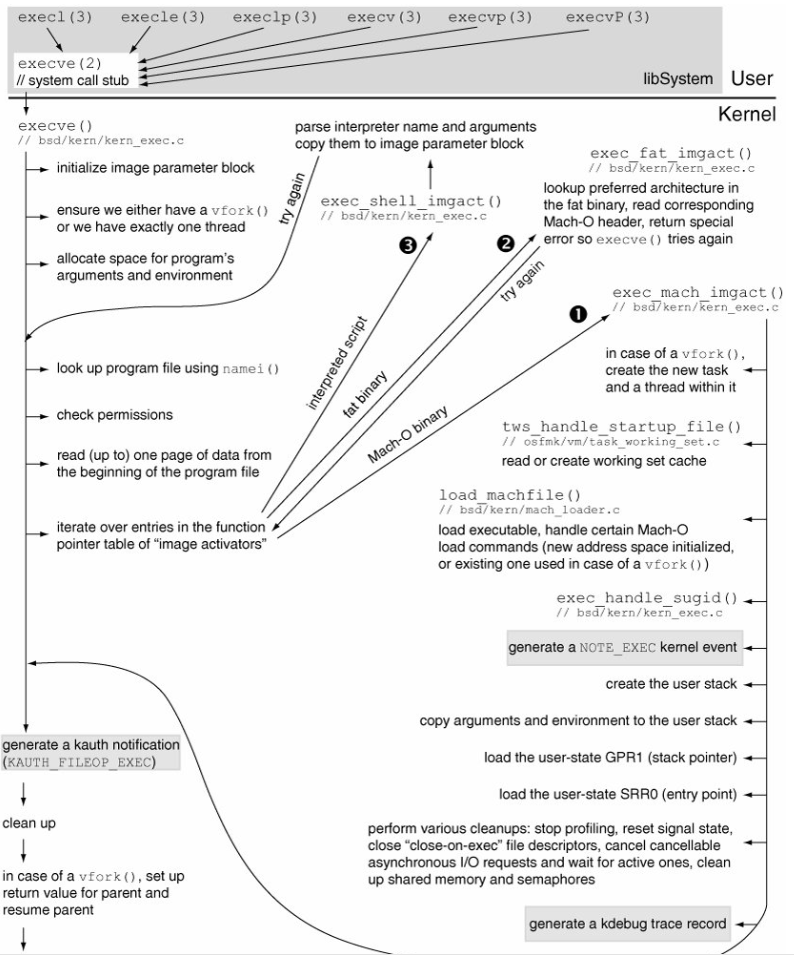 execl(3) execle(3) execlp(3) execv(3) execvp(3) execvP(3)
execve(2)
// system call stub
libSystem
User
Kernel
execve()
// bsd/kern/kern_exec.c
initialize image parameter block
ensure we either have a vfork()
or we have exactly one thread
allocate space for program's
arguments and environment
try again
parse interpreter name and arguments
copy them to image parameter block
exec_shell_imgact()
// bsd/kern/kern_exec.c
❸
exec_fat_imgact()
// bsd/kern/kern_exec.c
lookup preferred architecture in
the fat binary, read corresponding
Mach-O header, return special
error so execve() tries again
❷
try again
exec_mach_imgact()
// bsd/kern/kern_exec.c
❶
interpreted script
fat binary
Mach-O binary
look up program file using namei()
check permissions
read (up to) one page of data from
the beginning of the program file
iterate over entries in the function
pointer table of “image activators”
in case of a vfork(),
create the new task
and a thread within it
tws_handle_startup_file()
// osfmk/vm/task_working_set.c
read or create working set cache
load_machfile()
// bsd/kern/mach_loader.c
load executable, handle certain Mach-O
load commands (new address space initialized,
or existing one used in case of a vfork())
exec_handle_sugid()
// bsd/kern/kern_exec.c
generate a NOTE_EXEC kernel event
create the user stack
copy arguments and environment to the user stack
load the user-state GPR1 (stack pointer)
load the user-state SRR0 (entry point)
perform various cleanups: stop profiling, reset signal state,
close “close-on-exec” file descriptors, cancel cancellable
asynchronous I/O requests and wait for active ones, clean
up shared memory and semaphores
generate a kdebug trace record
generate a kauth notification
(KAUTH_FILEOP_EXEC)
clean up
in case of a vfork(), set up
return value for parent and
resume parent